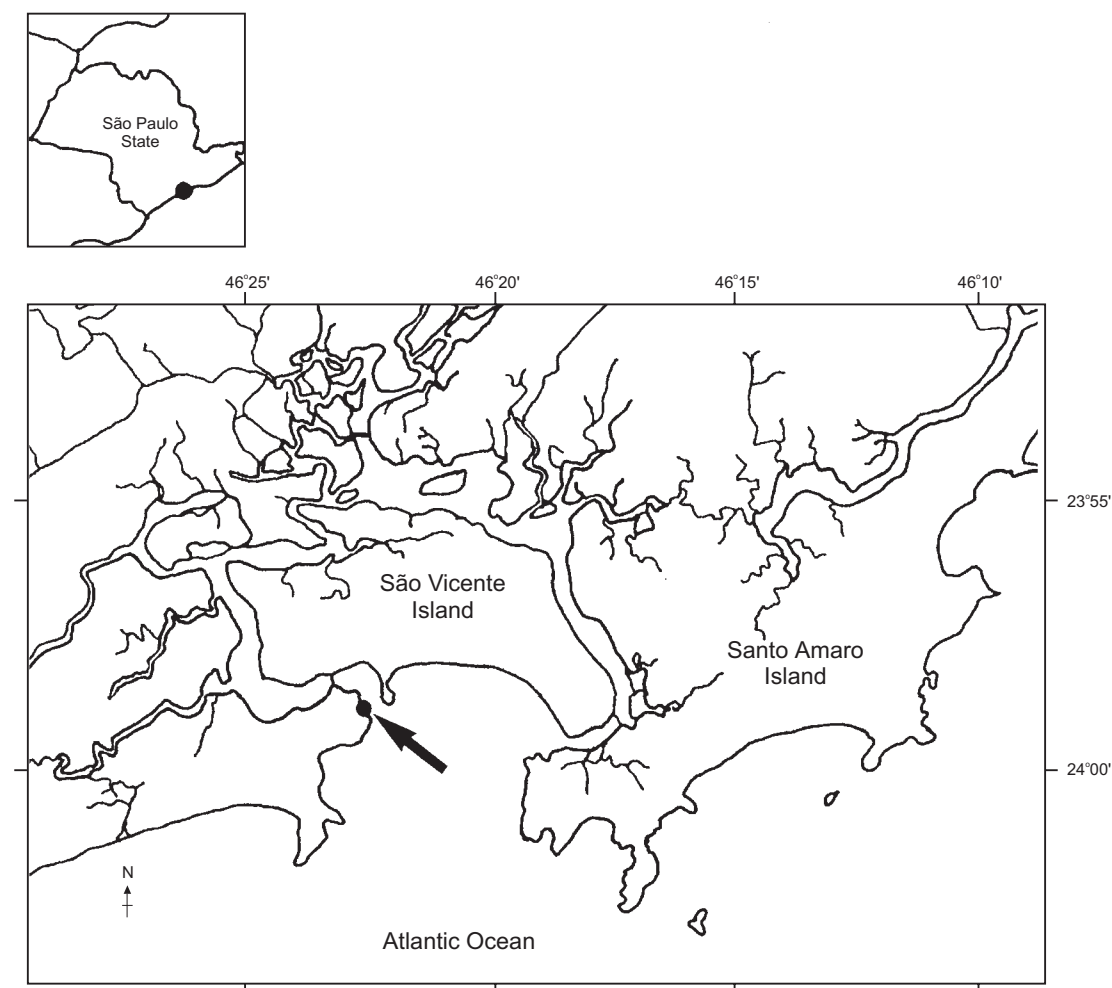 São Paulo
State
46°25'
46°20'
46°15'
46°10'
23°55'
São Vicente
Island
Santo Amaro
Island
24°00'
N
Atlantic Ocean